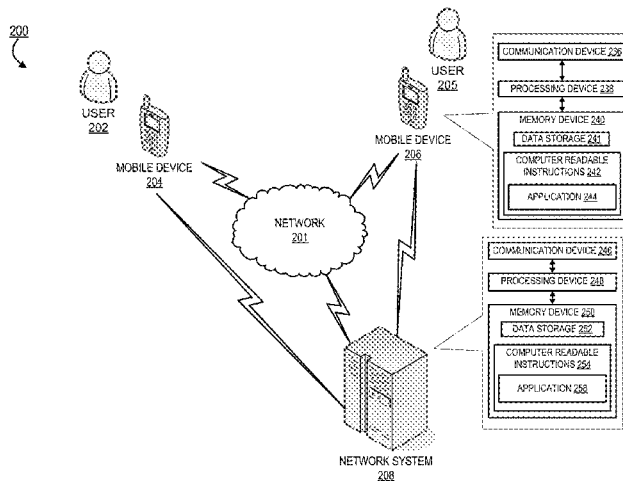 200
USER
202
USER
205
MOBILE DEVICE
204
MOBILE DEVICE
206
NETWORK
201
NETWORK SYSTEM
208
COMMUNICATION DEVICE 236
PROCESSING DEVICE 238
MEMORY DEVICE 240
DATA STORAGE 241
COMPUTER READABLE
INSTRUCTIONS 242
APPLICATION 244
COMMUNICATION DEVICE 246
PROCESSING DEVICE 248
MEMORY DEVICE 250
DATA STORAGE 252
COMPUTER READABLE
INSTRUCTIONS 254
APPLICATION 258